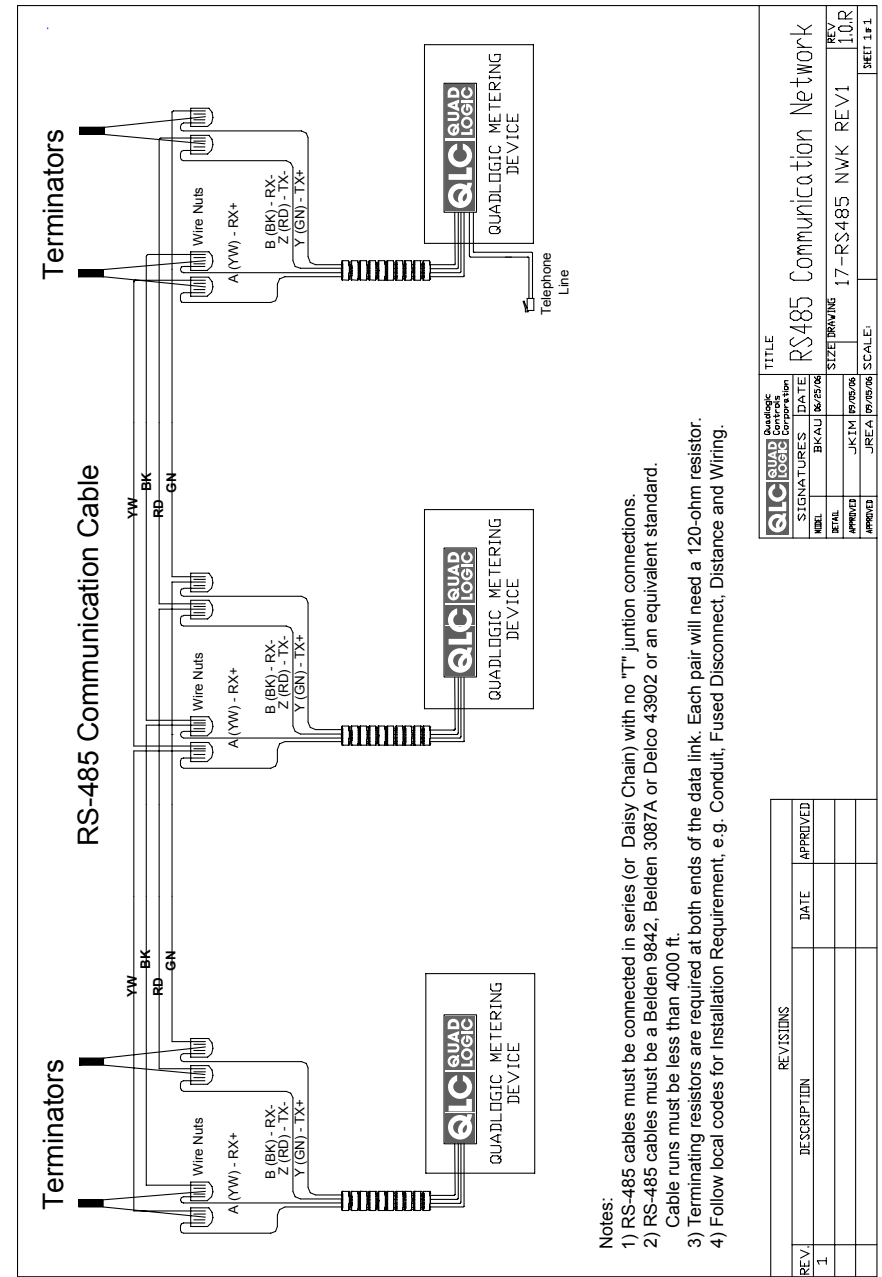 RS-485 Communication Cable
Terminators
Terminators
YW
BK
RD
GN
YW
BK
RD
GN
Wire Nuts
A (YW) - RX+
B (BK) - RX-
Z (RD) - TX-
Y (GN) - TX+
QLC QUAD LOGIC
QUADLOGIC METERING
DEVICE
Wire Nuts
A (YW) - RX+
B (BK) - RX-
Z (RD) - TX-
Y (GN) - TX+
QLC QUAD LOGIC
QUADLOGIC METERING
DEVICE
Wire Nuts
A (YW) - RX+
B (BK) - RX-
Z (RD) - TX-
Y (GN) - TX+
QLC QUAD LOGIC
QUADLOGIC METERING
DEVICE
Telephone
Line
Notes:
1) RS-485 cables must be connected in series (or Daisy Chain) with no "T" juntion connections.
2) RS-485 cables must be a Belden 9842, Belden 3087A or Delco 43902 or an equivalent standard.
Cable runs must be less than 4000 ft.
3) Terminating resistors are required at both ends of the data link. Each pair will need a 120-ohm resistor.
4) Follow local codes for Installation Requirement, e.g. Conduit, Fused Disconnect, Distance and Wiring.
REVISIONS
REV. DESCRIPTION DATE APPROVED
1
QLC QUAD LOGIC
Quadlogic
Controls
Corporation
SIGNATURES DATE
MODEL BKAU 06/25/06
DETAIL
APPROVED JKIM 09/05/06
APPROVED JREA 09/05/06
TITLE
RS485 Communication Network
SIZE DRAWING
17-RS485 NWK REV1
REV
1.0.R
SCALE:
SHEET 1 of 1